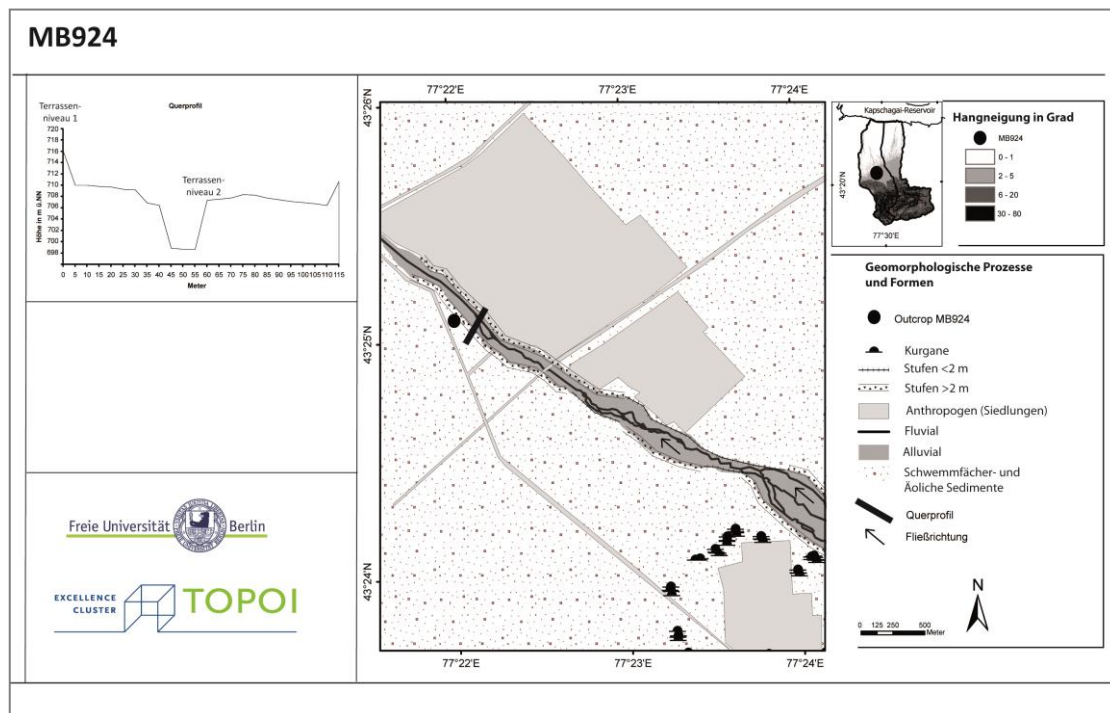 MB924
Terrassen-
niveau 1
Querprofil
Terrassen-
niveau 2
Höhe in m ü.NN
720
718
716
714
712
710
708
706
704
702
700
698
0 5 10 15 20 25 30 35 40 45 50 55 60 65 70 75 80 85 90 95 100 105 110 115
Meter
Freie Universität Berlin
EXCELLENCE
CLUSTER
TOPOI
77°22'E 77°23'E 77°24'E
43°26'N
43°25'N
43°24'N
77°22'E 77°23'E 77°24'E
Kapschagai-Reservoir
43°20'N
77°30'E
Hangneigung in Grad
MB924
0 - 1
2 - 5
6 - 20
30 - 80
Geomorphologische Prozesse
und Formen
Outcrop MB924
Kurgane
Stufen <2 m
Stufen >2 m
Anthropogen (Siedlungen)
Fluvial
Alluvial
Schwemmfächer- und
Äoliche Sedimente
Querprofil
Fließrichtung
N
0 125 250 500
Meter